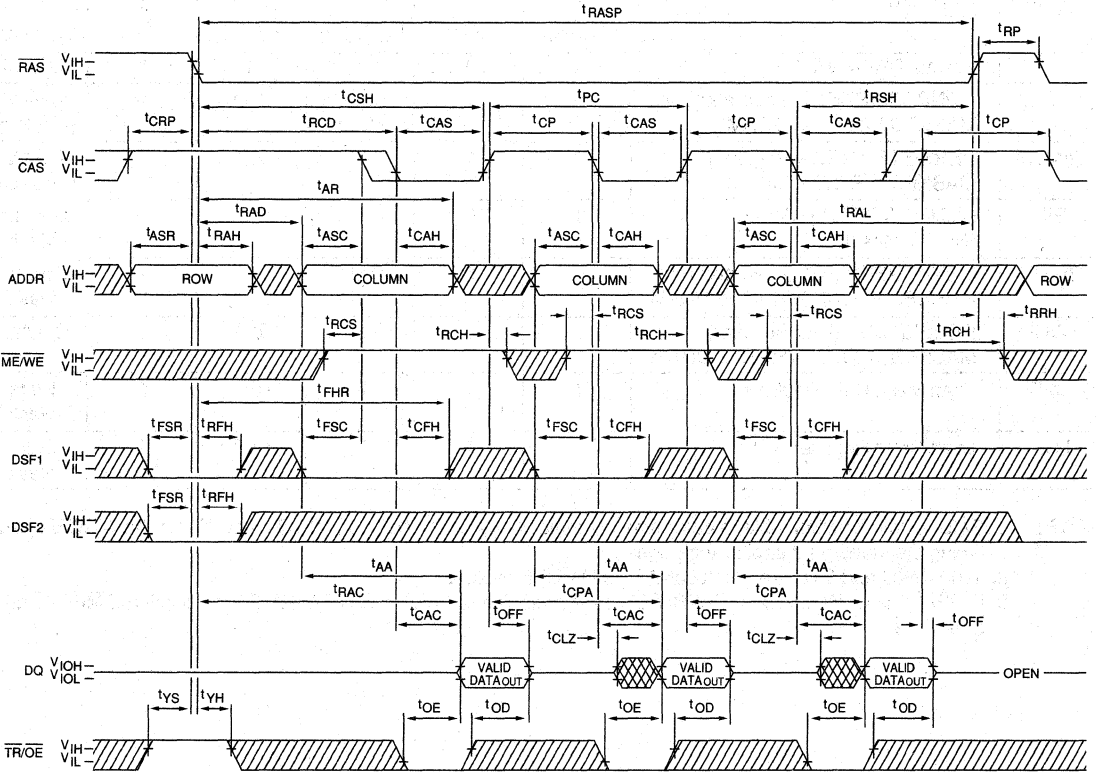 tRASP
tRP
RAS VIH VIL
tCSH tPC tRSH
tCRP tRCD tCAS tCP tCAS tCP tCAS tCP
CAS VIH VIL
tAR
tRAD tRAL
tASR tRAH tASC tCAH tASC tCAH tASC tCAH
ADDR VIH VIL ROW COLUMN COLUMN COLUMN ROW
tRCS tRCH tRCS tRCH tRCS tRCH tRRH
ME/WE VIH VIL
tFHR
tFSR tRFH tFSC tCFH tFSC tCFH tFSC tCFH
DSF1 VIH VIL
tFSR tRFH
DSF2 VIH VIL
tAA tAA tAA
tRAC tCPA tCPA
tCAC tOFF tCAC tOFF tCAC tOFF
tCLZ tCLZ
DQ VIOH VIOL VALID DATAOUT VALID DATAOUT VALID DATAOUT OPEN
tYS tYH tOE tOD tOE tOD tOE tOD
TR/OE VIH VIL